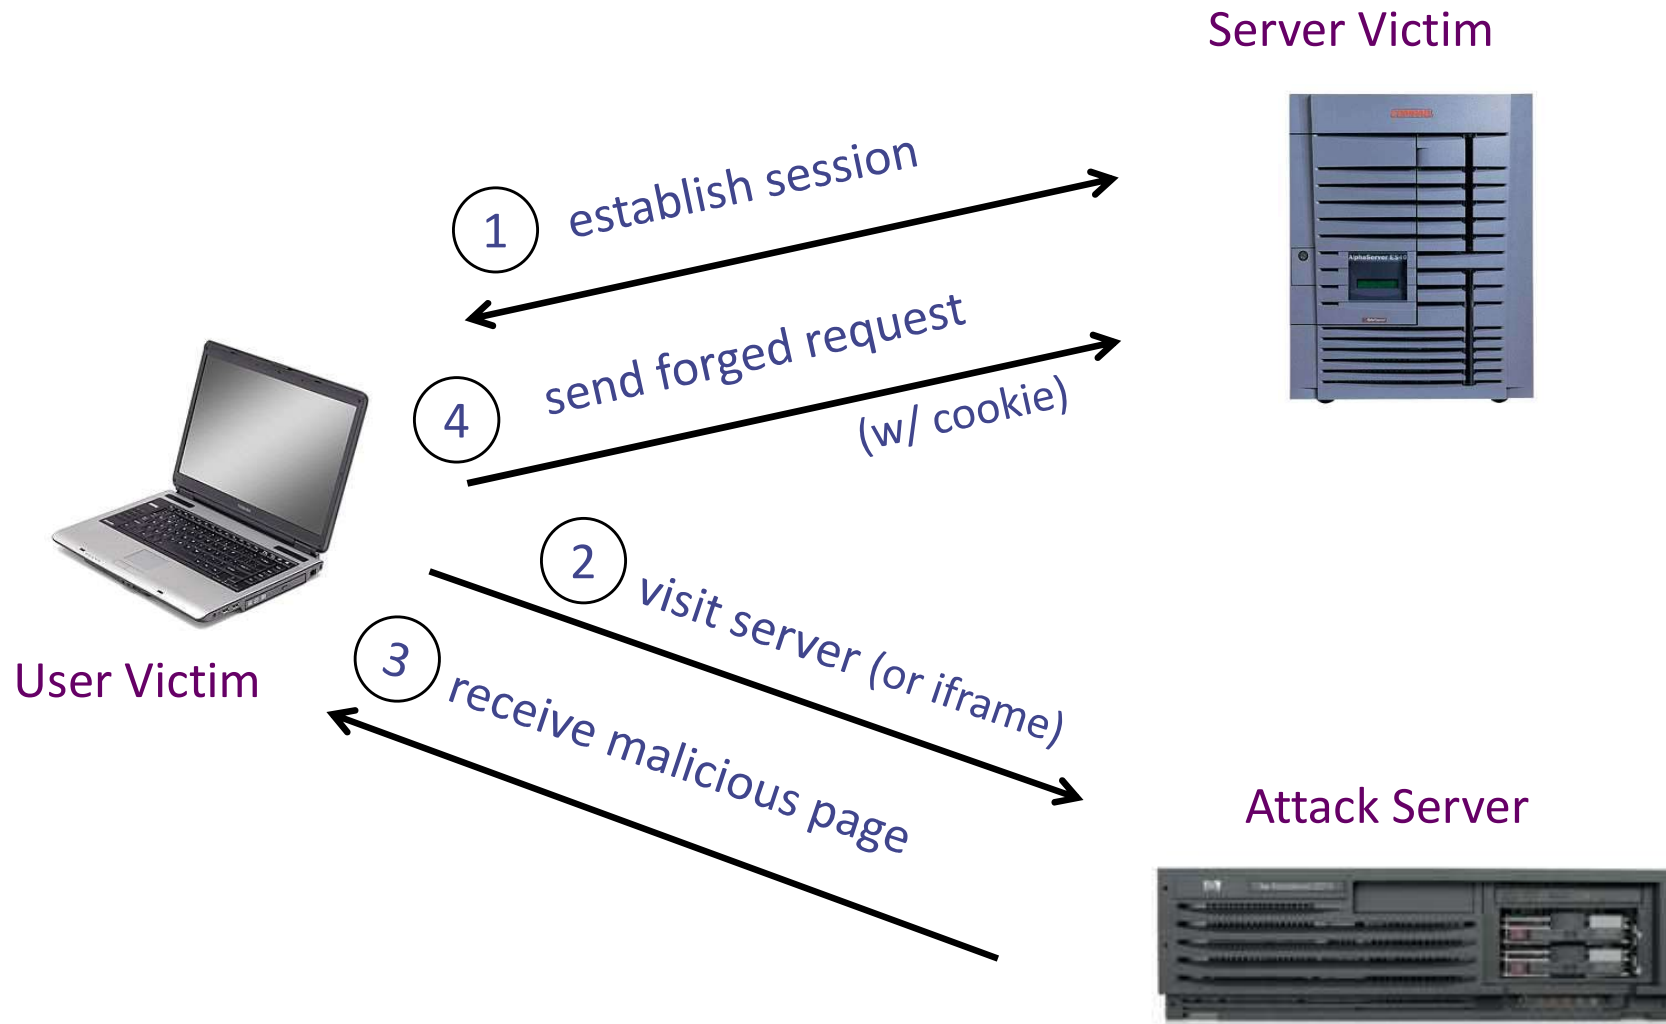 Server Victim
1 establish session
4 send forged request
(w/ cookie)
2 visit server (or iframe)
3 receive malicious page
User Victim
Attack Server
AlphaServer